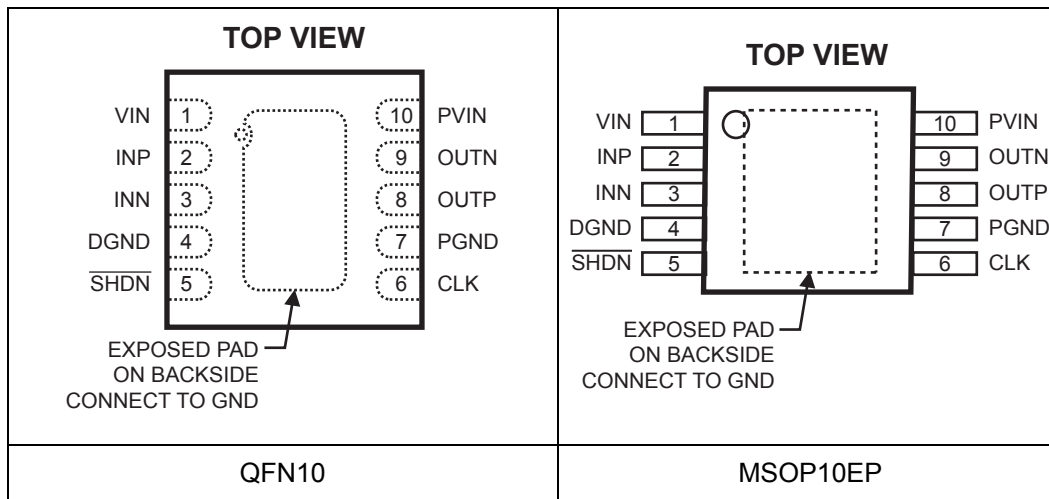 TOP VIEW
VIN 1 10 PVIN
INP 2 9 OUTN
INN 3 8 OUTP
DGND 4 7 PGND
SHDN 5 6 CLK
EXPOSED PAD
ON BACKSIDE
CONNECT TO GND
QFN10
TOP VIEW
VIN 1 10 PVIN
INP 2 9 OUTN
INN 3 8 OUTP
DGND 4 7 PGND
SHDN 5 6 CLK
EXPOSED PAD
ON BACKSIDE
CONNECT TO GND
MSOP10EP